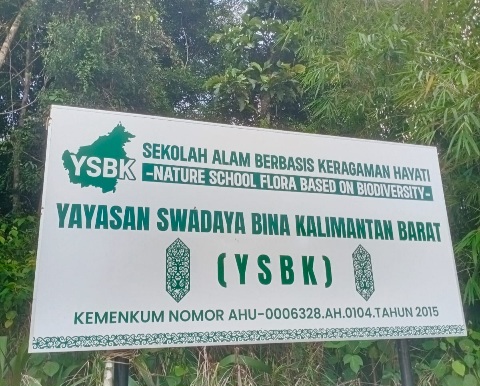 YSBK
SEKOLAH ALAM BERBASIS KERAGAMAN HAYATI
-NATURE SCHOOL FLORA BASED ON BIODIVERSITY-
YAYASAN SWADAYA BINA KALIMANTAN BARAT
(YSBK)
KEMENKUM NOMOR AHU-0006328.AH.0104.TAHUN 2015